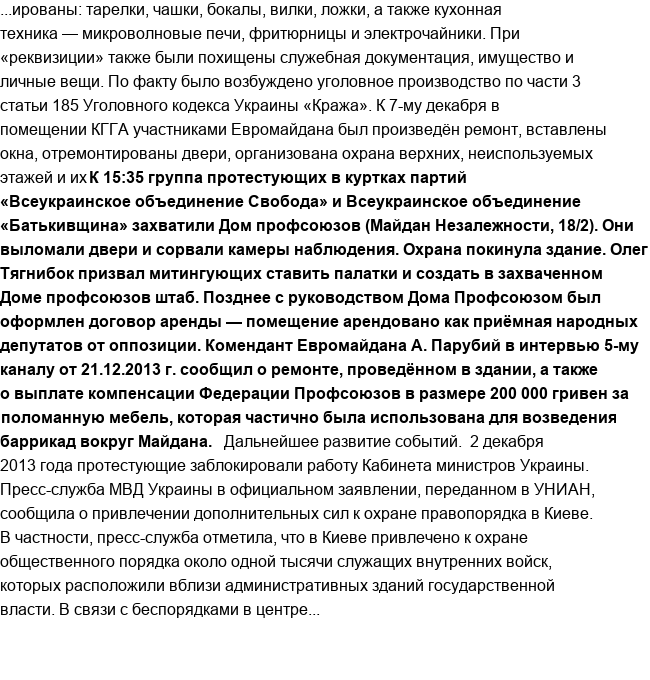 ...ированы: тарелки, чашки, бокалы, вилки, ложки, а также кухонная
техника — микроволновые печи, фритюрницы и электрочайники. При
«реквизиции» также были похищены служебная документация, имущество и
личные вещи. По факту было возбуждено уголовное производство по части 3
статьи 185 Уголовного кодекса Украины «Кража». К 7-му декабря в
помещении КГГА участниками Евромайдана был произведён ремонт, вставлены
окна, отремонтированы двери, организована охрана верхних, неиспользуемых
этажей и их К 15:35 группа протестующих в куртках партий
«Всеукраинское объединение Свобода» и Всеукраинское объединение
«Батькивщина» захватили Дом профсоюзов (Майдан Незалежности, 18/2). Они
выломали двери и сорвали камеры наблюдения. Охрана покинула здание. Олег
Тягнибок призвал митингующих ставить палатки и создать в захваченном
Доме профсоюзов штаб. Позднее с руководством Дома Профсоюзом был
оформлен договор аренды — помещение арендовано как приёмная народных
депутатов от оппозиции. Комендант Евромайдана А. Парубий в интервью 5-му
каналу от 21.12.2013 г. сообщил о ремонте, проведённом в здании, а также
о выплате компенсации Федерации Профсоюзов в размере 200 000 гривен за
поломанную мебель, которая частично была использована для возведения
баррикад вокруг Майдана. Дальнейшее развитие событий. 2 декабря
2013 года протестующие заблокировали работу Кабинета министров Украины.
Пресс-служба МВД Украины в официальном заявлении, переданном в УНИАН,
сообщила о привлечении дополнительных сил к охране правопорядка в Киеве.
В частности, пресс-служба отметила, что в Киеве привлечено к охране
общественного порядка около одной тысячи служащих внутренних войск,
которых расположили вблизи административных зданий государственной
власти. В связи с беспорядками в центре...